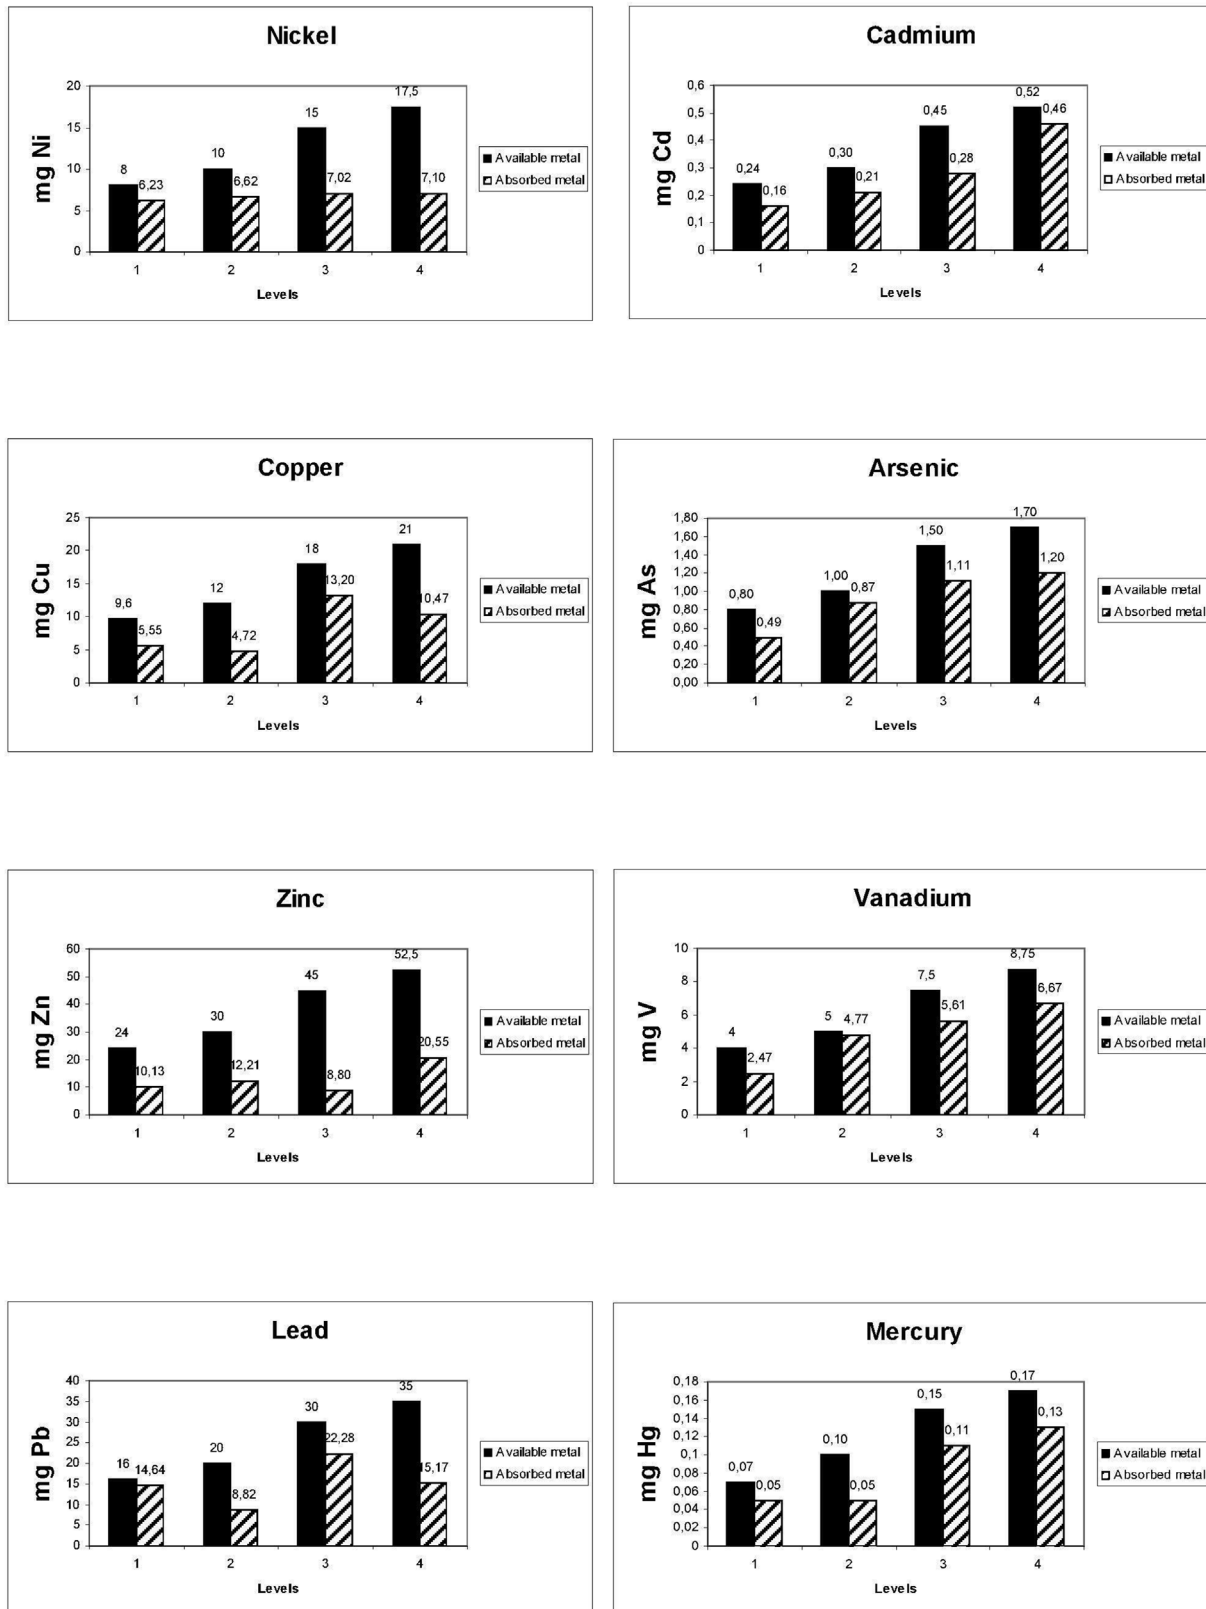 Nickel
mg Ni
20
15
10
5
0
8
6,23
10
6,62
15
7,02
17,5
7,10
1 2 3 4
Levels
Available metal
Absorbed metal
Cadmium
mg Cd
0,6
0,5
0,4
0,3
0,2
0,1
0
0,24
0,16
0,30
0,21
0,45
0,28
0,52
0,46
1 2 3 4
Levels
Available metal
Absorbed metal
Copper
mg Cu
25
20
15
10
5
0
9,6
5,55
12
4,72
18
13,20
21
10,47
1 2 3 4
Levels
Available metal
Absorbed metal
Arsenic
mg As
1,80
1,60
1,40
1,20
1,00
0,80
0,60
0,40
0,20
0,00
0,80
0,49
1,00
0,87
1,50
1,11
1,70
1,20
1 2 3 4
Levels
Available metal
Absorbed metal
Zinc
mg Zn
60
50
40
30
20
10
0
24
10,13
30
12,21
45
8,80
52,5
20,55
1 2 3 4
Levels
Available metal
Absorbed metal
Vanadium
mg V
10
8
6
4
2
0
4
2,47
5
4,77
7,5
5,61
8,75
6,67
1 2 3 4
Levels
Available metal
Absorbed metal
Lead
mg Pb
40
35
30
25
20
15
10
5
0
16
14,64
20
8,82
30
22,28
35
15,17
1 2 3 4
Levels
Available metal
Absorbed metal
Mercury
mg Hg
0,18
0,16
0,14
0,12
0,1
0,08
0,06
0,04
0,02
0
0,07
0,05
0,10
0,05
0,15
0,11
0,17
0,13
1 2 3 4
Levels
Available metal
Absorbed metal